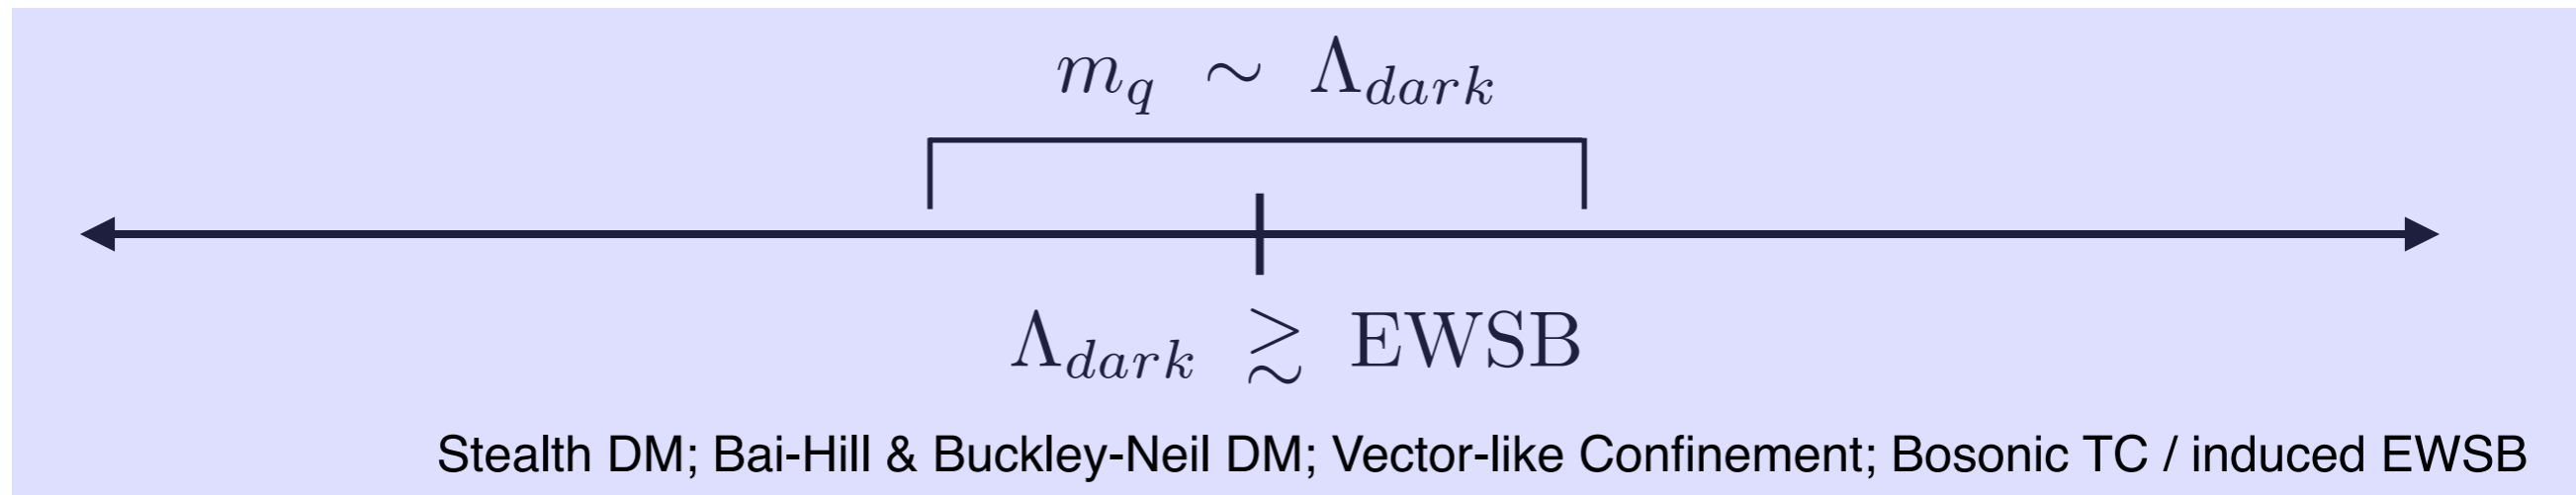 m_q ∼ Λ_dark
Λ_dark ≳ EWSB
Stealth DM; Bai-Hill & Buckley-Neil DM; Vector-like Confinement; Bosonic TC / induced EWSB